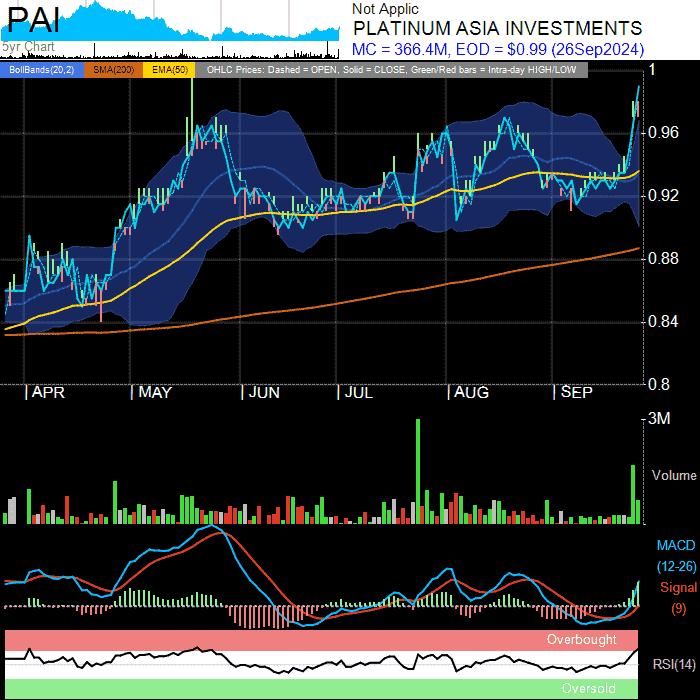 PAI
5yr Chart
Not Applic
PLATINUM ASIA INVESTMENTS
MC = 366.4M, EOD = $0.99 (26Sep2024)
BollBands(20,2) SMA(200) EMA(50) OHLC Prices: Dashed = OPEN, Solid = CLOSE, Green/Red bars = Intra-day HIGH/LOW
1
0.96
0.92
0.88
0.84
0.8
APR MAY JUN JUL AUG SEP
3M
Volume
MACD
(12-26)
Signal
(9)
Overbought
RSI(14)
Oversold